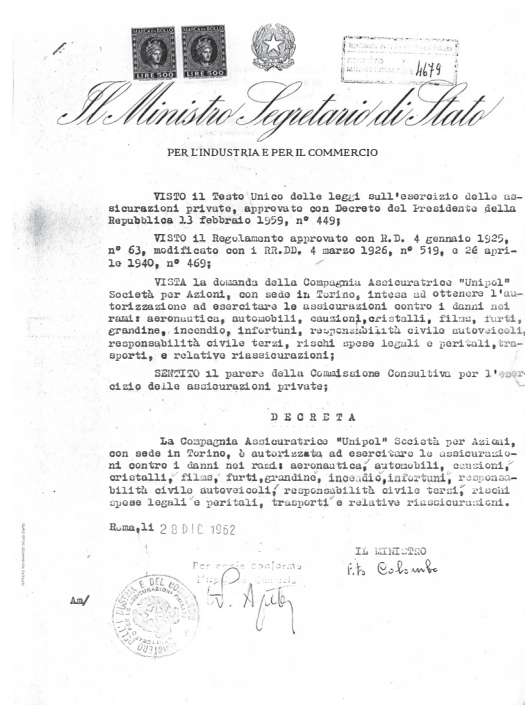 MARCA DA BOLLO MARCA DA BOLLO
LIRE 500 LIRE 500
4679
Il Ministro Segretario di Stato
PER L'INDUSTRIA E PER IL COMMERCIO
VISTO il Testo Unico delle leggi sull'esercizio delle as-
sicurazioni private, approvato con Decreto del Presidente della
Repubblica 13 febbraio 1959, n° 449;
VISTO il Regolamento approvato con R.D. 4 gennaio 1925,
n° 63, modificato con i RR.DD. 4 marzo 1926, n° 519, e 26 apri-
le 1940, n° 469;
VISTA la domanda della Compagnia Assicuratrice "Unipol"
Società per Azioni, con sede in Torino, intesa ad ottenere l'au-
torizzazione ad esercitare le assicurazioni contro i danni nei
rami: aeronautica, automobili, cauzioni,cristalli, films, furti,
grandine, incendio, infortuni, responsabilità civile autoveicoli,
responsabilità civile terzi, rischi spese legali e peritali,tra-
sporti, e relative riassicurazioni;
SENTITO il parere della Commissione Consultiva per l'eser
cizio delle assicurazioni private;
D E C R E T A
La Compagnia Assicuratrice "Unipol" Società per Azioni,
con sede in Torino, è autorizzata ad esercitare le assicurazio-
ni contro i danni nei rami: aeronautica, automobili, cauzioni,
cristalli, films, furti,grandine, incendio,infortuni, responsa-
bilità civile autoveicoli, responsabilità civile terzi, rischi
spese legali e peritali, trasporti e relative riassicurazioni.
Roma,lì 28 DIC. 1962
IL MINISTRO
F.to Colombo
Per copia conforme
Am/